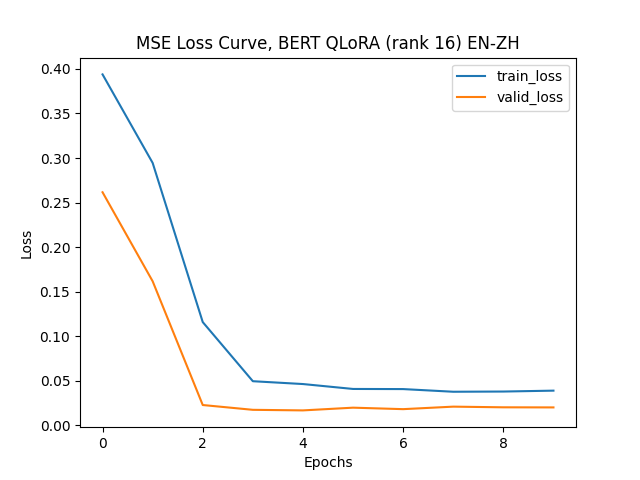 MSE Loss Curve, BERT QLoRA (rank 16) EN-ZH
train_loss
valid_loss
0.40
0.35
0.30
0.25
0.20
0.15
0.10
0.05
0.00
Loss
0 2 4 6 8
Epochs